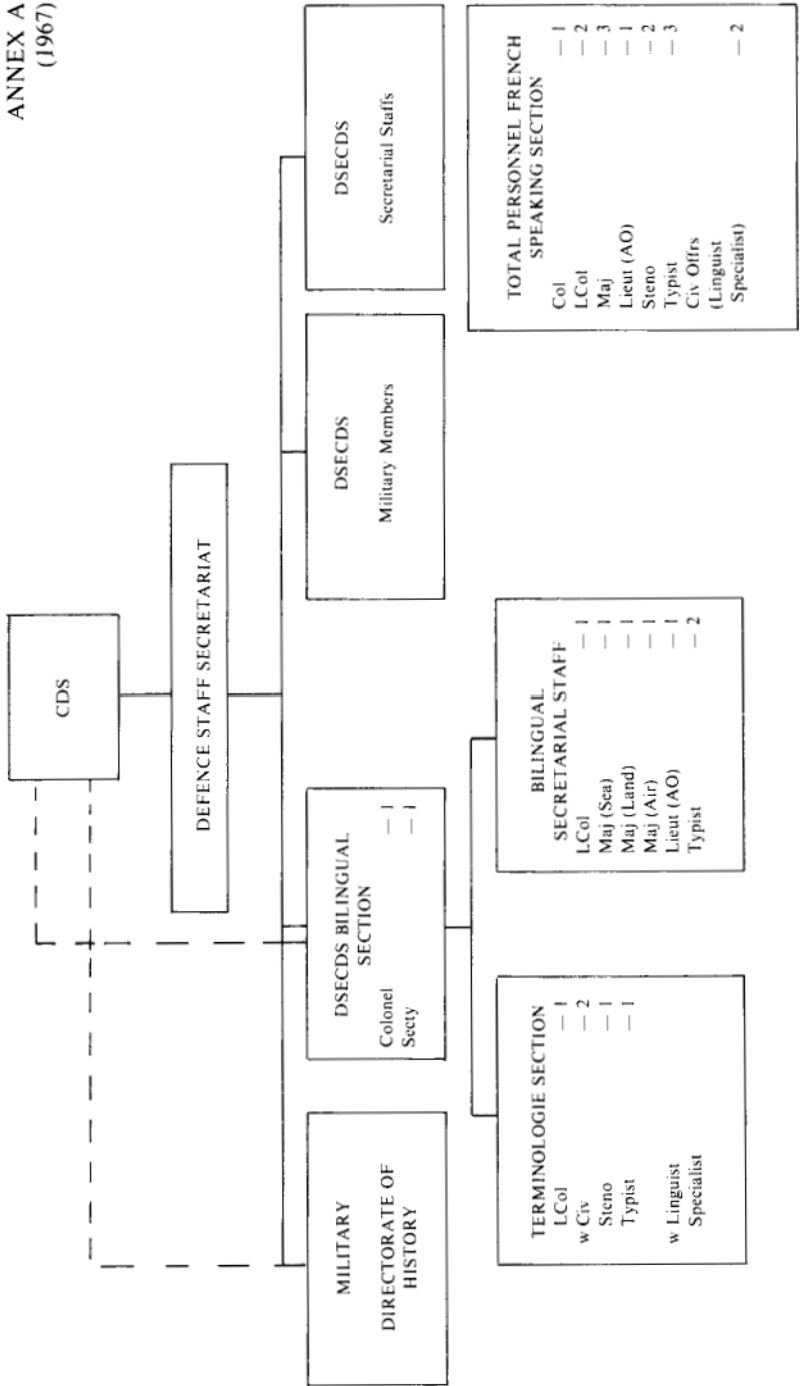 ANNEX A
(1967)
CDS
DEFENCE STAFF SECRETARIAT
MILITARY
DIRECTORATE OF
HISTORY
DSECDS BILINGUAL
SECTION
Colonel — 1
Secty — 1
DSECDS
Military Members
DSECDS
Secretarial Staffs
TERMINOLOGIE SECTION
LCol — 1
w Civ — 2
Steno — 1
Typist — 1
w Linguist
Specialist
BILINGUAL
SECRETARIAL STAFF
LCol — 1
Maj (Sea) — 1
Maj (Land) — 1
Maj (Air) — 1
Lieut (AO) — 1
Typist — 2
TOTAL PERSONNEL FRENCH
SPEAKING SECTION
Col — 1
LCol — 2
Maj — 3
Lieut (AO) — 1
Steno — 2
Typist — 3
Civ Offrs
(Linguist
Specialist) — 2